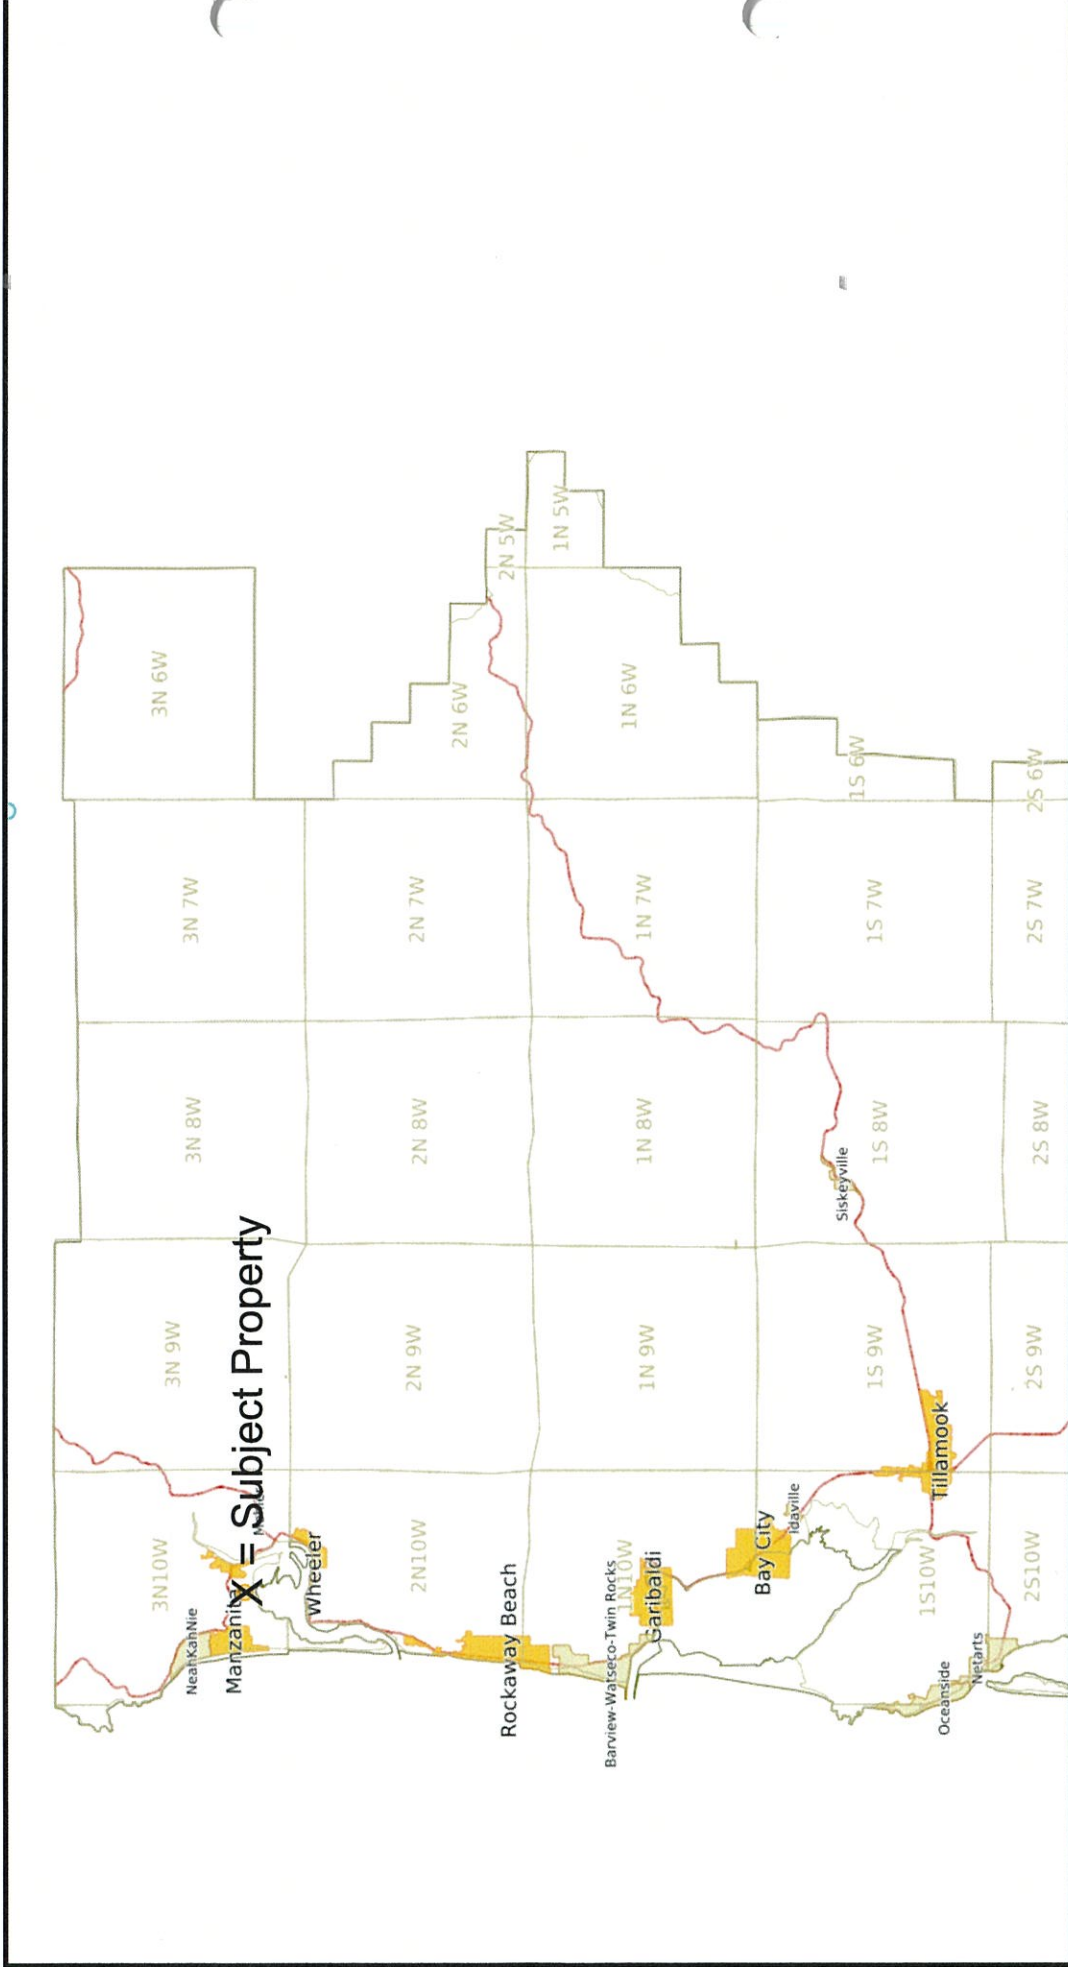 3N 6W
2N 5W
1N 5W
2N 6W
1N 6W
1S 6W
2S 6W
3N 7W
2N 7W
1N 7W
1S 7W
2S 7W
3N 8W
2N 8W
1N 8W
1S 8W
2S 8W
Siskeyville
3N 9W
2N 9W
1N 9W
1S 9W
2S 9W
X = Subject Property
3N10W
2N10W
1N10W
1S10W
2S10W
NeahKahNie
Manzanita
Wheeler
Rockaway Beach
Barview-Watseco-Twin Rocks
Garibaldi
Bay City
Idaville
Tillamook
Oceanside
Netarts